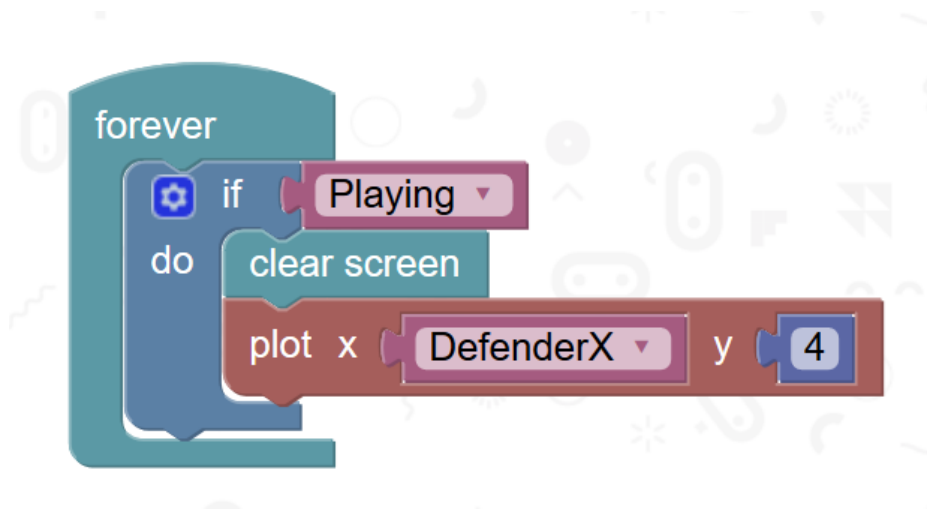 forever
if Playing
do clear screen
plot x DefenderX y 4